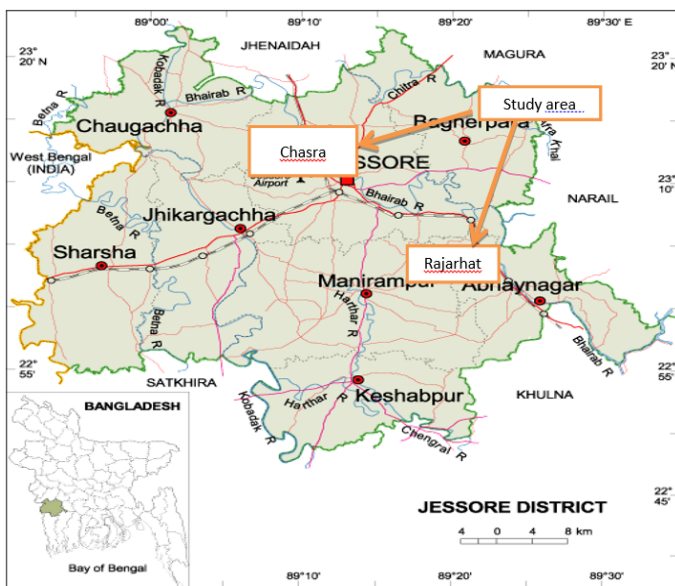 89°00'
89°10'
89°20'
89°30' E
23°
20' N
JHENAIDAH
MAGURA
23°
20'
Kobadak R
Bhairab R
Chitra R
Betna R
Study area
Chaugachha
Bagherpara
Khal
Chasra
West Bengal
(INDIA)
JESSORE
Jessore
Airport
23°
10'
Bhairab R
NARAIL
Betna R
Jhikargachha
Sharsha
Rajarhat
Manirampur
Abhaynagar
Harihar R
Betna R
Bhairab R
22°
55'
22°
55'
SATKHIRA
Keshabpur
KHULNA
Kobadak R
Harihar R
Chengral R
BANGLADESH
22°
45'
JESSORE DISTRICT
4 0 4 8 km
Bay of Bengal
89°10'
89°20'
89°30'